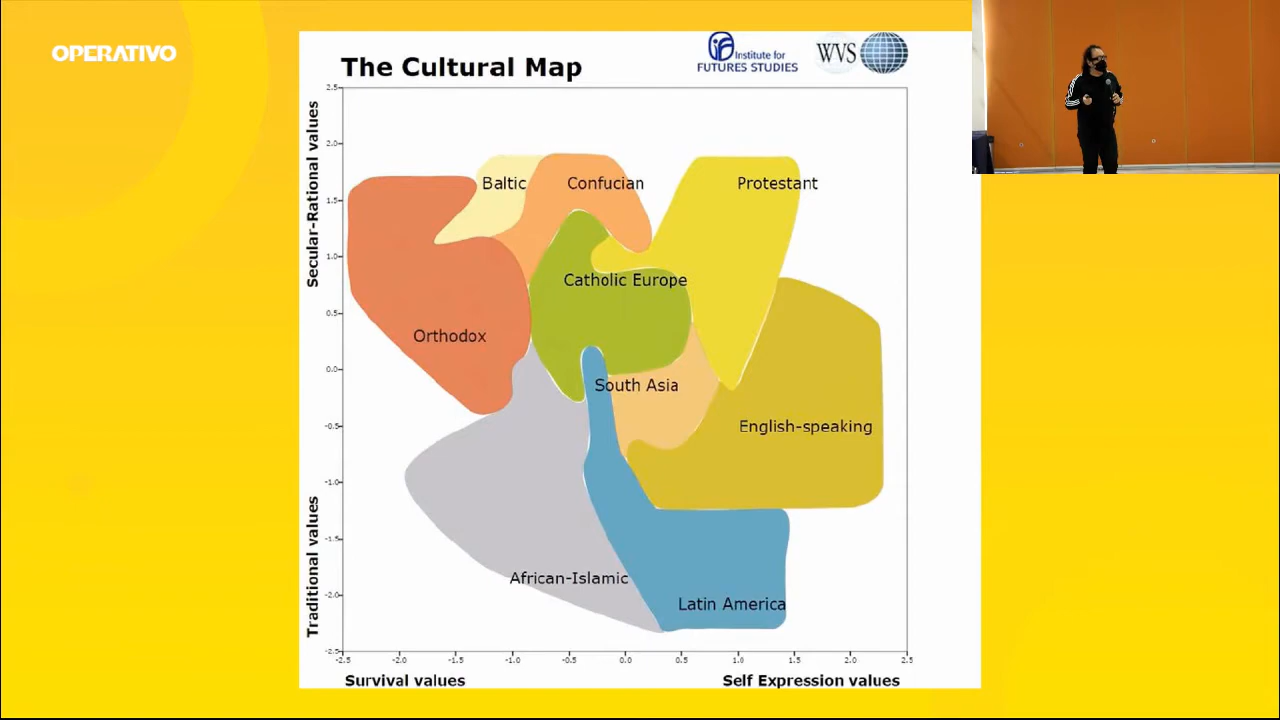 OPERATIVO
The Cultural Map
iF Institute for
FUTURES STUDIES
WVS
Secular-Rational values
Traditional values
2.5
2.0
1.5
1.0
0.5
0.0
-0.5
-1.0
-1.5
-2.0
-2.5
Baltic
Confucian
Protestant
Catholic Europe
Orthodox
South Asia
English-speaking
African-Islamic
Latin America
-2.5 -2.0 -1.5 -1.0 -0.5 0.0 0.5 1.0 1.5 2.0 2.5
Survival values
Self Expression values